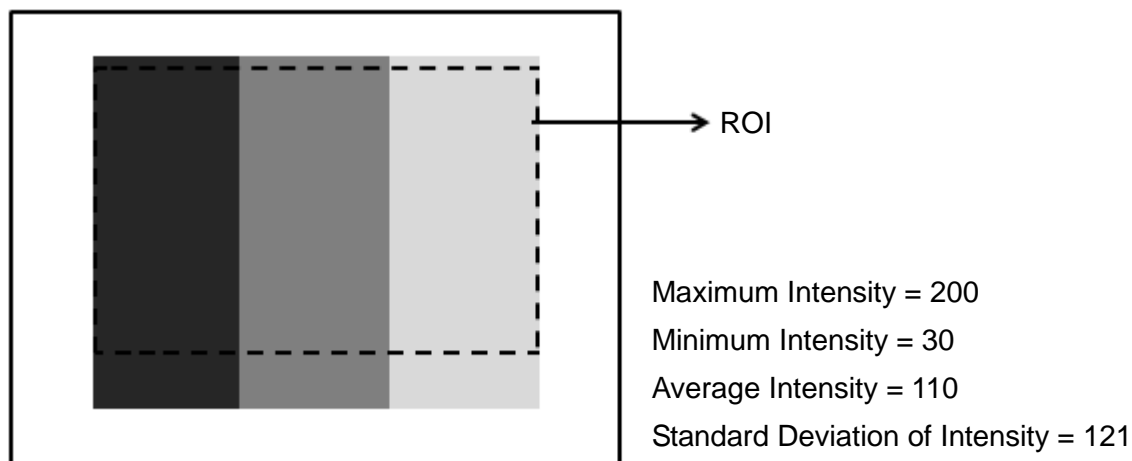 ROI
Maximum Intensity = 200
Minimum Intensity = 30
Average Intensity = 110
Standard Deviation of Intensity = 121